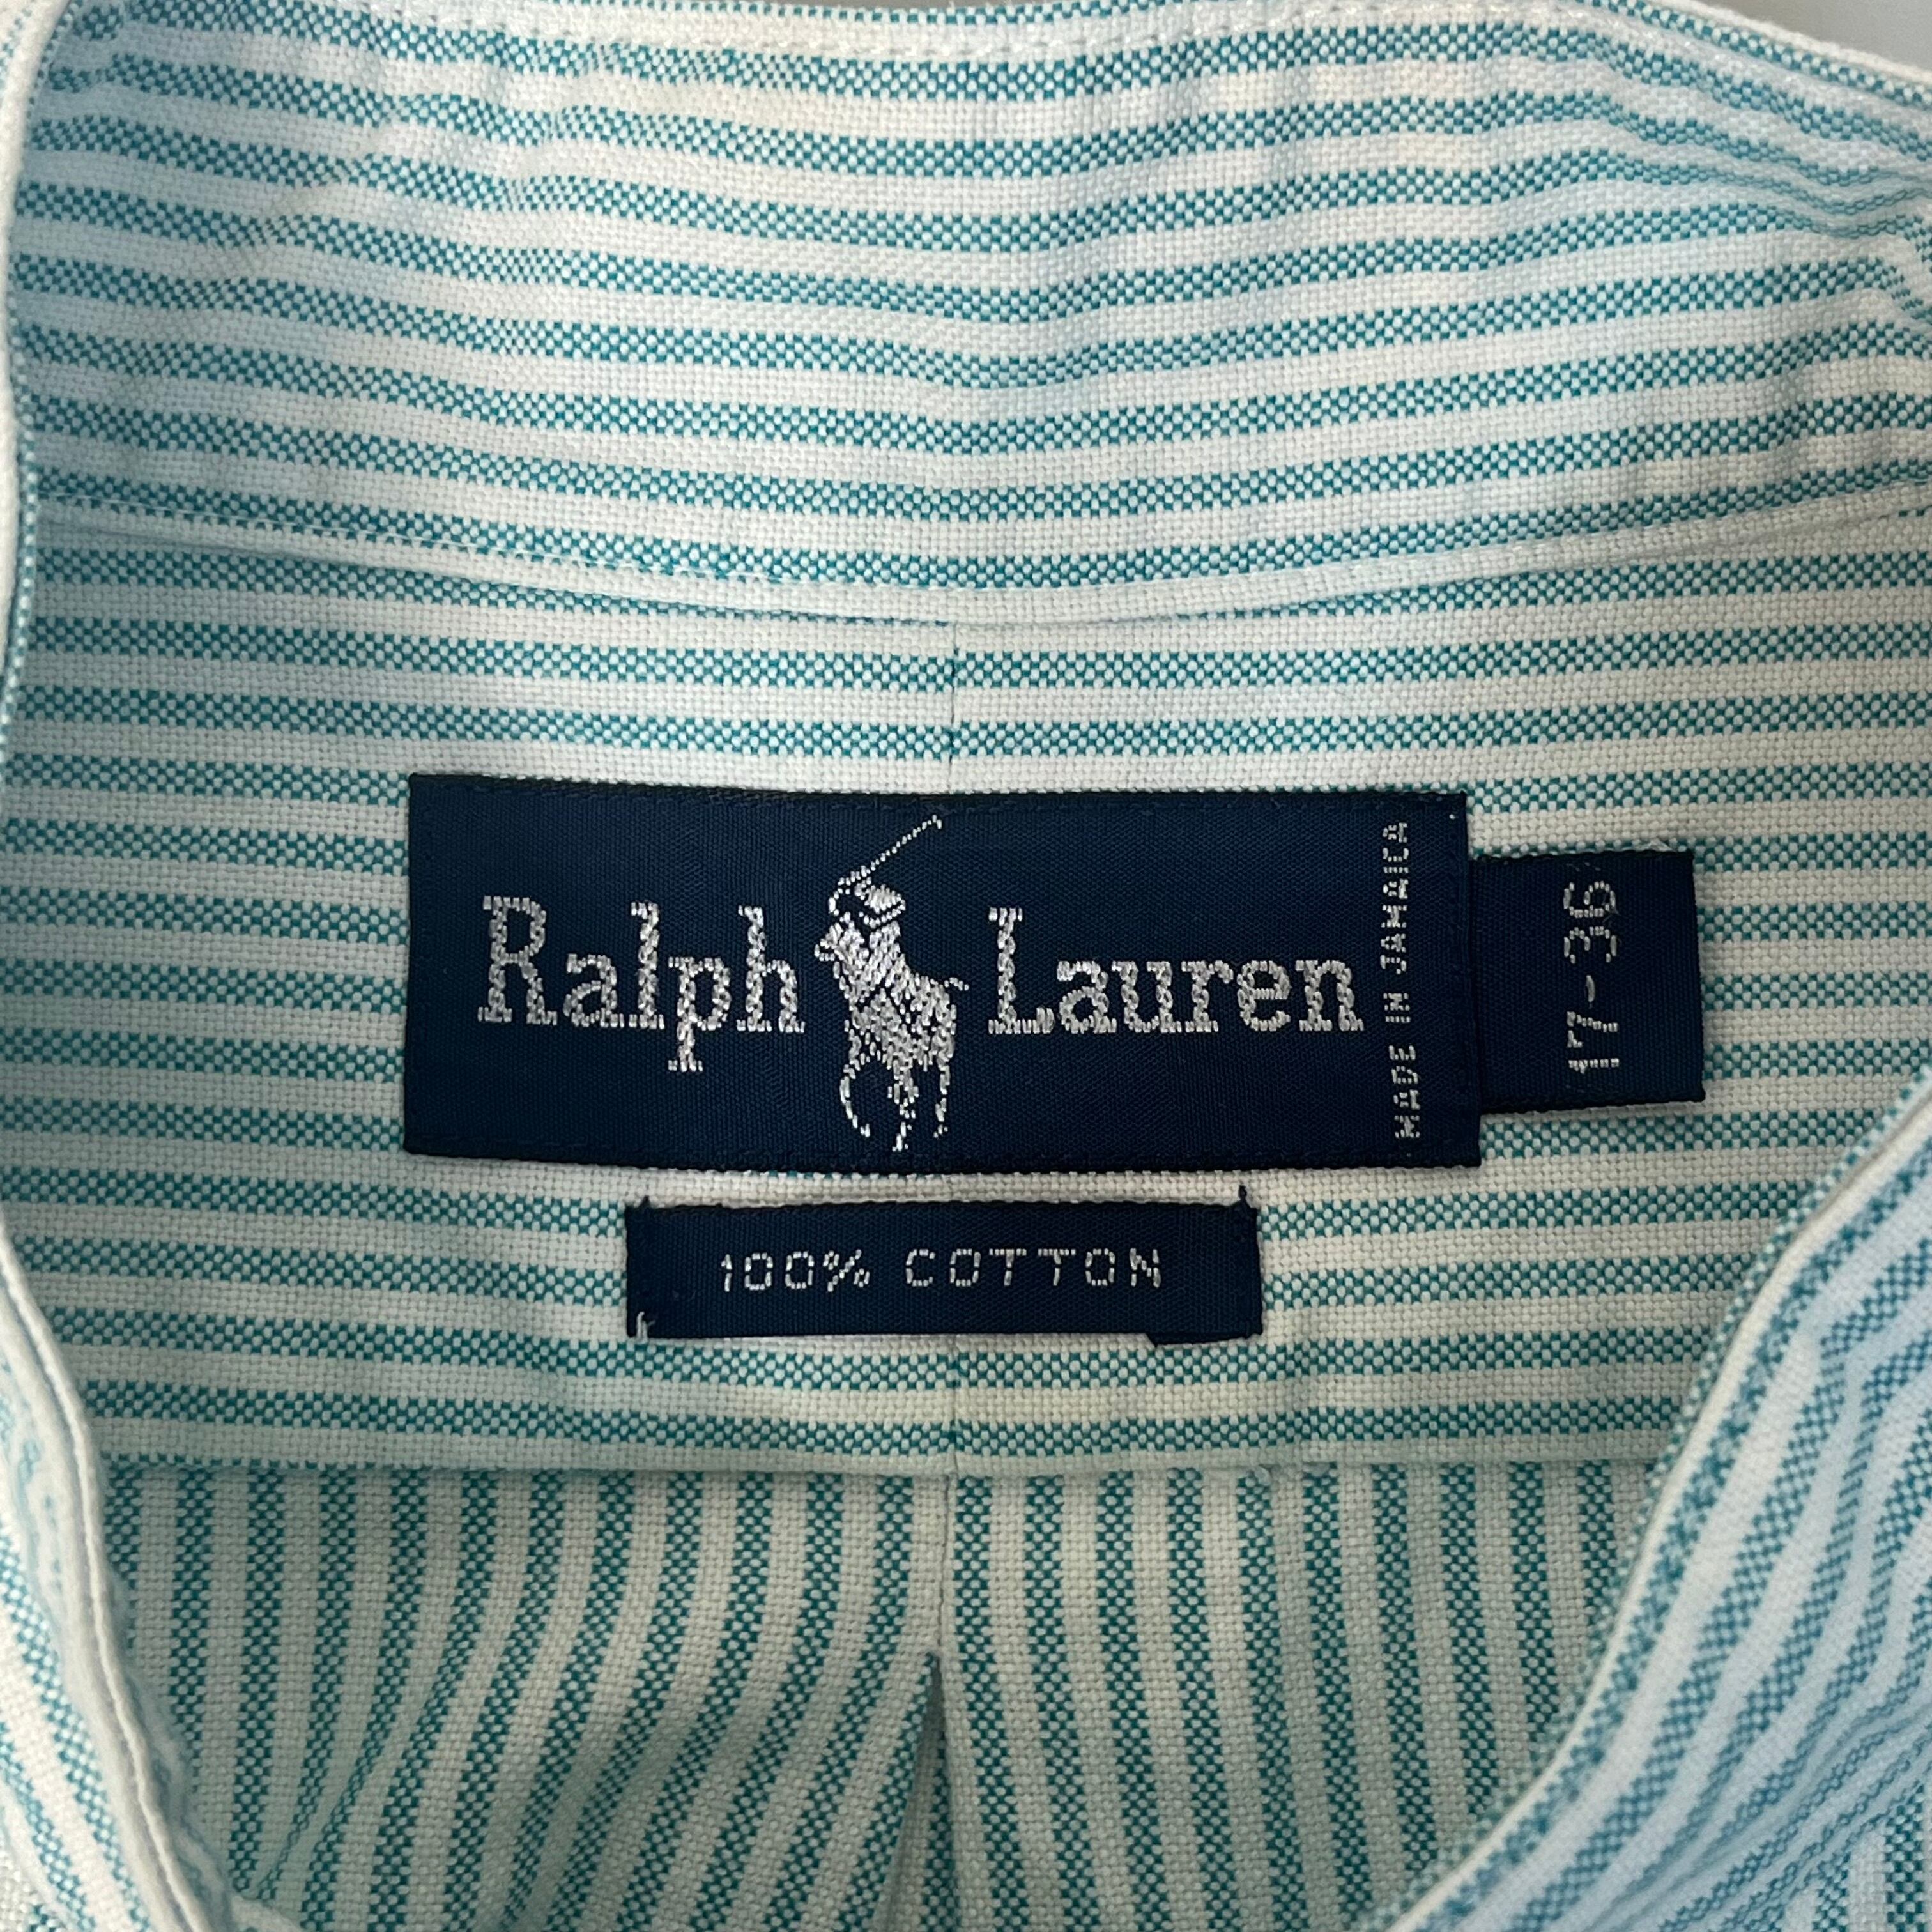 Ralph Lauren
MADE IN JAMAICA
17-36
100% COTTON